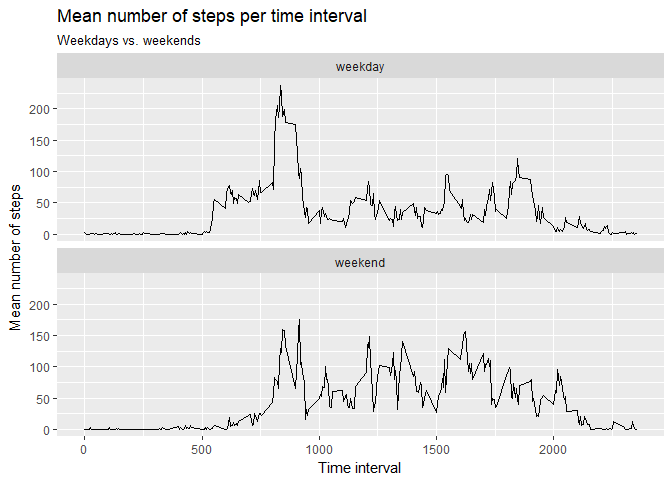 Mean number of steps per time interval
Weekdays vs. weekends
weekday
200
150
100
50
0
weekend
200
150
100
50
0
Mean number of steps
0 500 1000 1500 2000
Time interval